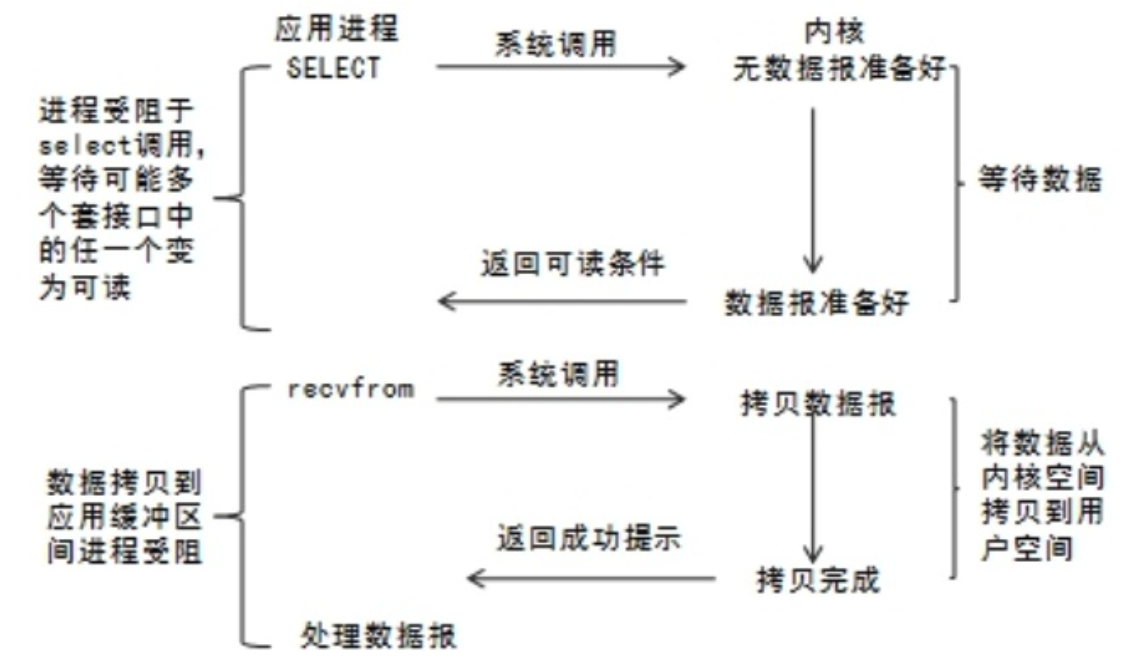 应用进程
系统调用
内核
SELECT
无数据报准备好
进程受阻于
select调用，
等待可能多
个套接口中
的任一个变
为可读
等待数据
返回可读条件
数据报准备好
系统调用
recvfrom
拷贝数据报
将数据从
内核空间
拷贝到用
户空间
数据拷贝到
应用缓冲区
间进程受阻
返回成功提示
拷贝完成
处理数据报